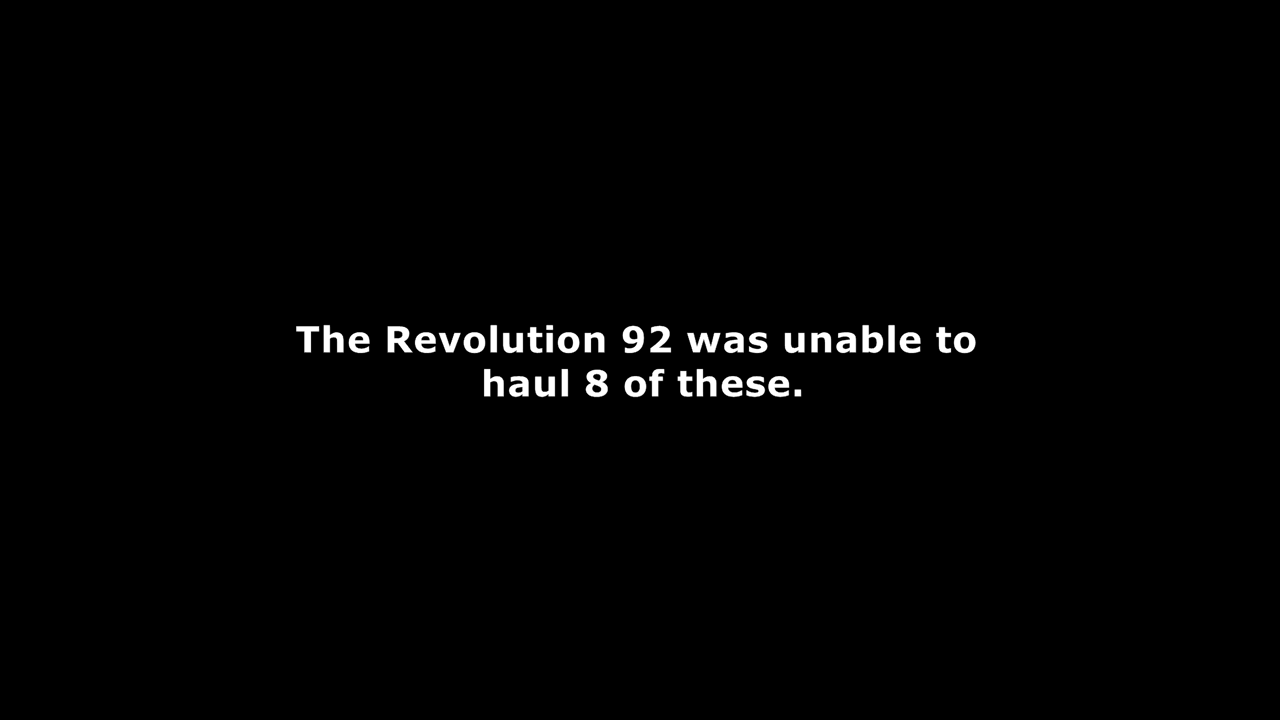 The Revolution 92 was unable to
haul 8 of these.